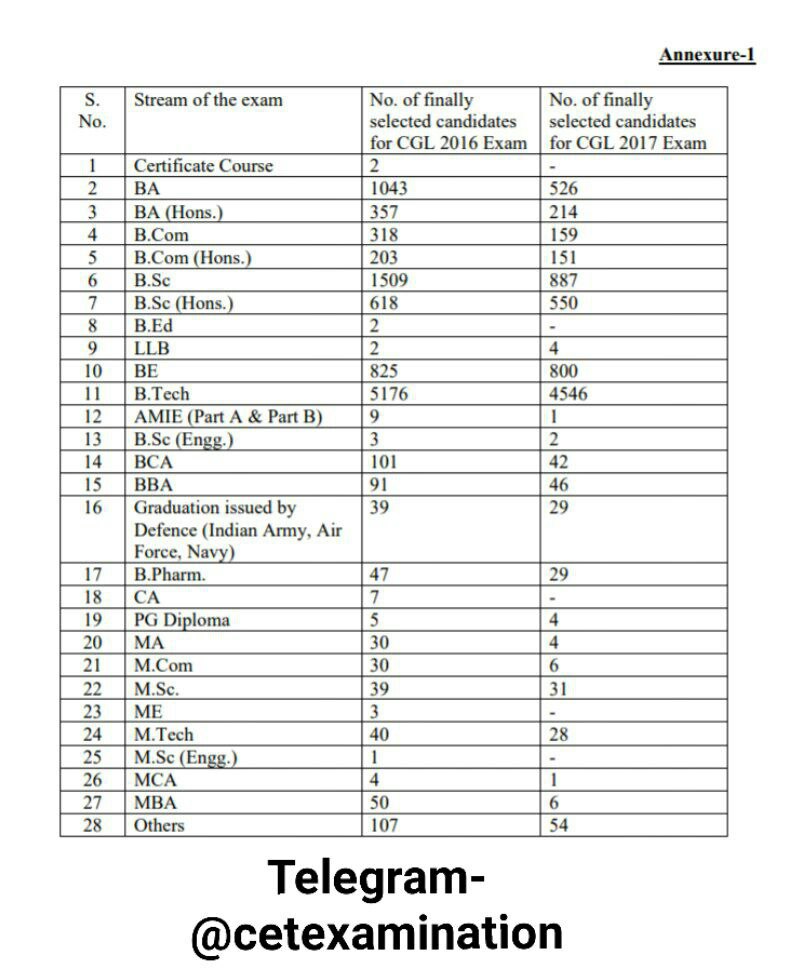 Annexure-1
S. No. Stream of the exam No. of finally selected candidates for CGL 2016 Exam No. of finally selected candidates for CGL 2017 Exam
1 Certificate Course 2 -
2 BA 1043 526
3 BA (Hons.) 357 214
4 B.Com 318 159
5 B.Com (Hons.) 203 151
6 B.Sc 1509 887
7 B.Sc (Hons.) 618 550
8 B.Ed 2 -
9 LLB 2 4
10 BE 825 800
11 B.Tech 5176 4546
12 AMIE (Part A & Part B) 9 1
13 B.Sc (Engg.) 3 2
14 BCA 101 42
15 BBA 91 46
16 Graduation issued by Defence (Indian Army, Air Force, Navy) 39 29
17 B.Pharm. 47 29
18 CA 7 -
19 PG Diploma 5 4
20 MA 30 4
21 M.Com 30 6
22 M.Sc. 39 31
23 ME 3 -
24 M.Tech 40 28
25 M.Sc (Engg.) 1 -
26 MCA 4 1
27 MBA 50 6
28 Others 107 54
Telegram-
@cetexamination